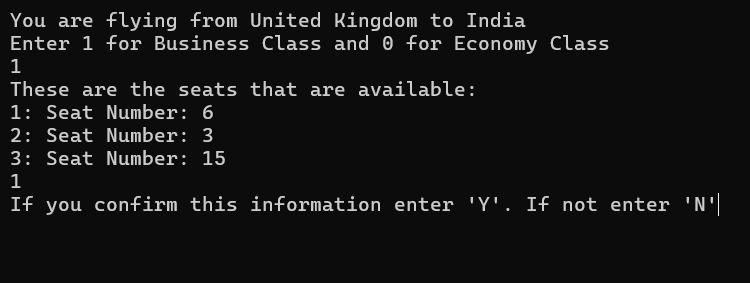 You are flying from United Kingdom to India
Enter 1 for Business Class and 0 for Economy Class
1
These are the seats that are available:
1: Seat Number: 6
2: Seat Number: 3
3: Seat Number: 15
1
If you confirm this information enter 'Y'. If not enter 'N'